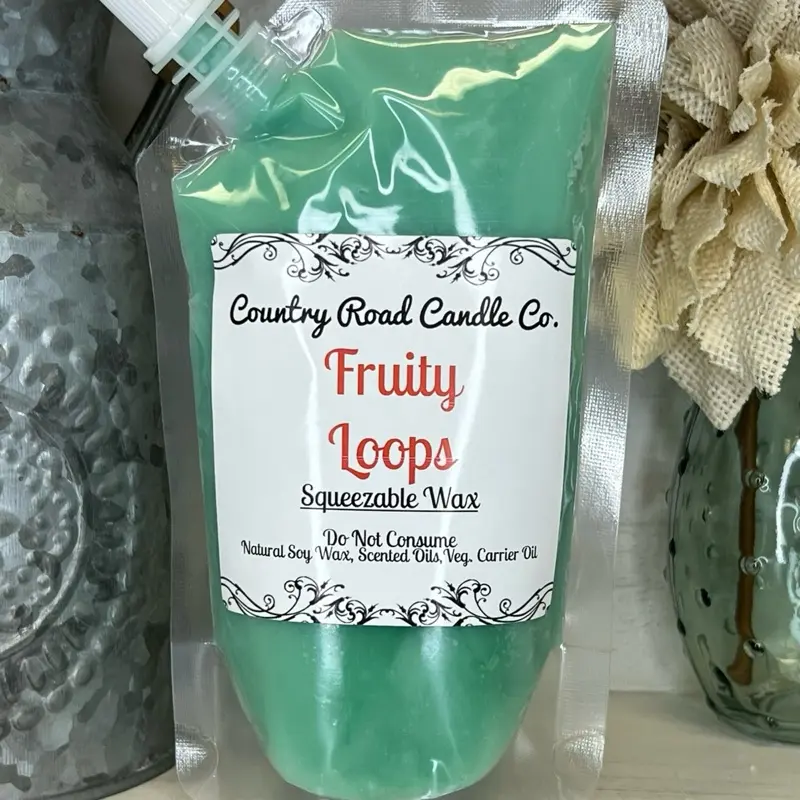 Country Road Candle Co.
Fruity
Loops
Squeezable Wax
Do Not Consume
Natural Soy Wax, Scented Oils,Veg. Carrier Oil